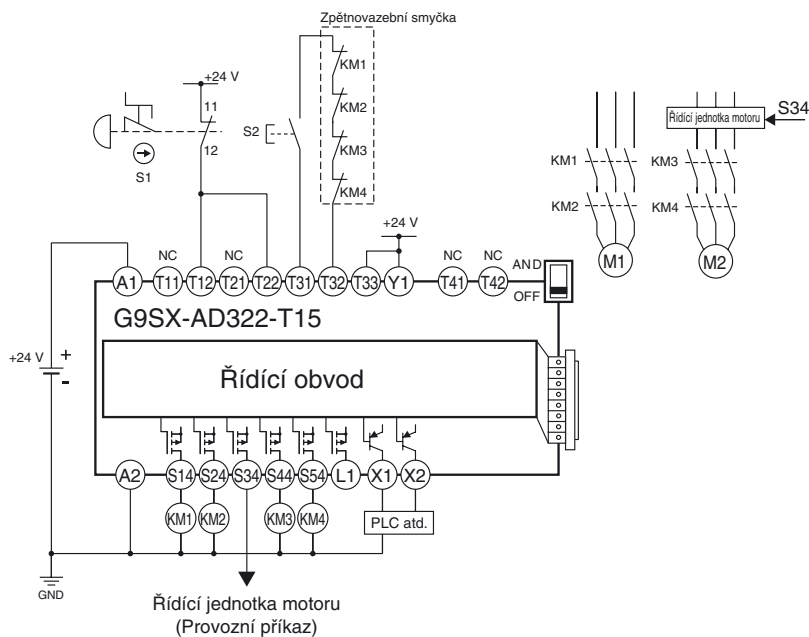 Zpětnovazební smyčka
+24 V
11
12
S1
S2
KM1
KM2
KM3
KM4
+24 V
Řídící jednotka motoru
S34
KM1
KM3
KM2
KM4
M1
M2
NC
NC
NC
NC
AND
OFF
A1
T11
T12
T21
T22
T31
T32
T33
Y1
T41
T42
G9SX-AD322-T15
Řídící obvod
+24 V
+
-
A2
S14
S24
S34
S44
S54
L1
X1
X2
KM1
KM2
KM3
KM4
PLC atd.
GND
Řídící jednotka motoru
(Provozní příkaz)